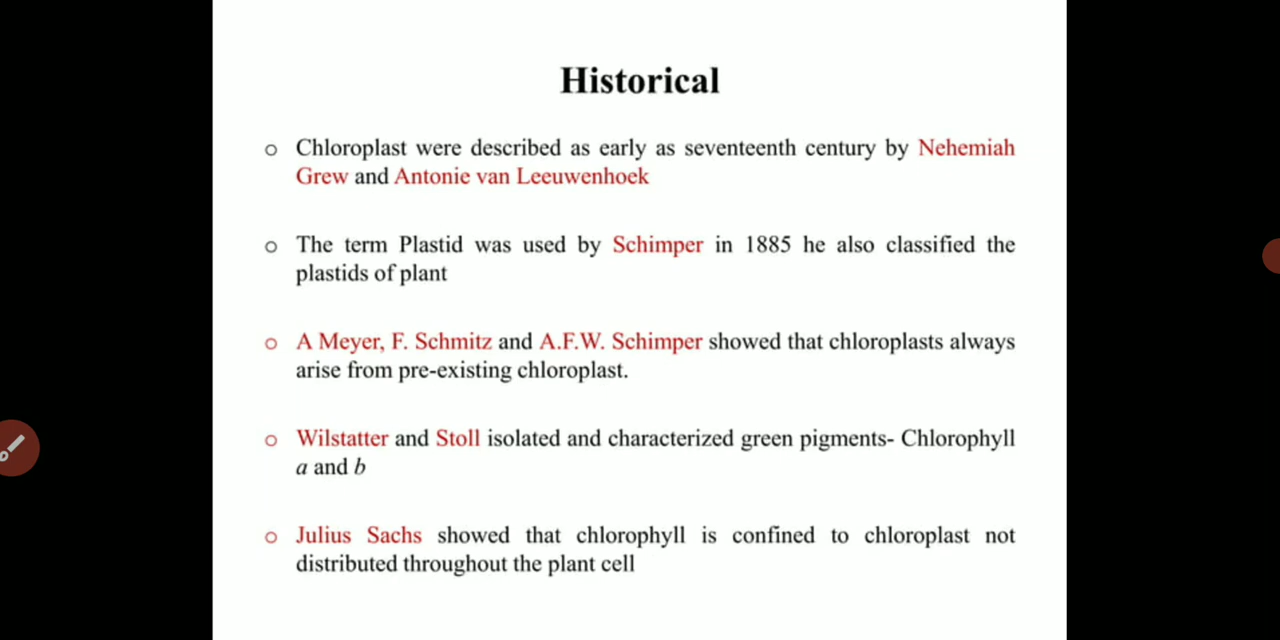 Historical
o Chloroplast were described as early as seventeenth century by Nehemiah
Grew and Antonie van Leeuwenhoek
o The term Plastid was used by Schimper in 1885 he also classified the
plastids of plant
o A Meyer, F. Schmitz and A.F.W. Schimper showed that chloroplasts always
arise from pre-existing chloroplast.
o Wilstatter and Stoll isolated and characterized green pigments- Chlorophyll
a and b
o Julius Sachs showed that chlorophyll is confined to chloroplast not
distributed throughout the plant cell